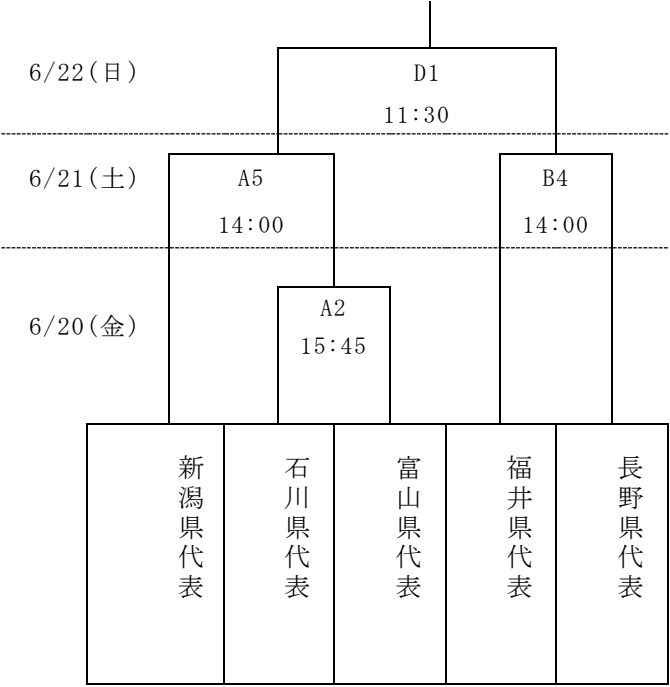 6/22(日)
D1
11:30
6/21(土)
A5
B4
14:00
14:00
6/20(金)
A2
15:45
新潟県代表
石川県代表
富山県代表
福井県代表
長野県代表